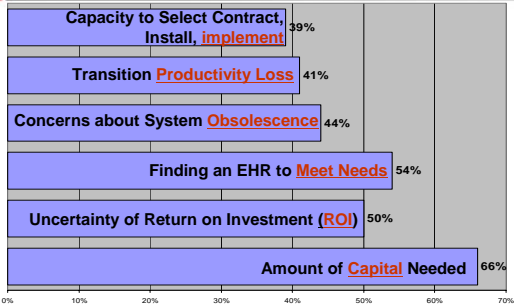 Capacity to Select Contract,
Install, implement
39%
Transition Productivity Loss
41%
Concerns about System Obsolescence
44%
Finding an EHR to Meet Needs
54%
Uncertainty of Return on Investment (ROI)
50%
Amount of Capital Needed
66%
0% 10% 20% 30% 40% 50% 60% 70%